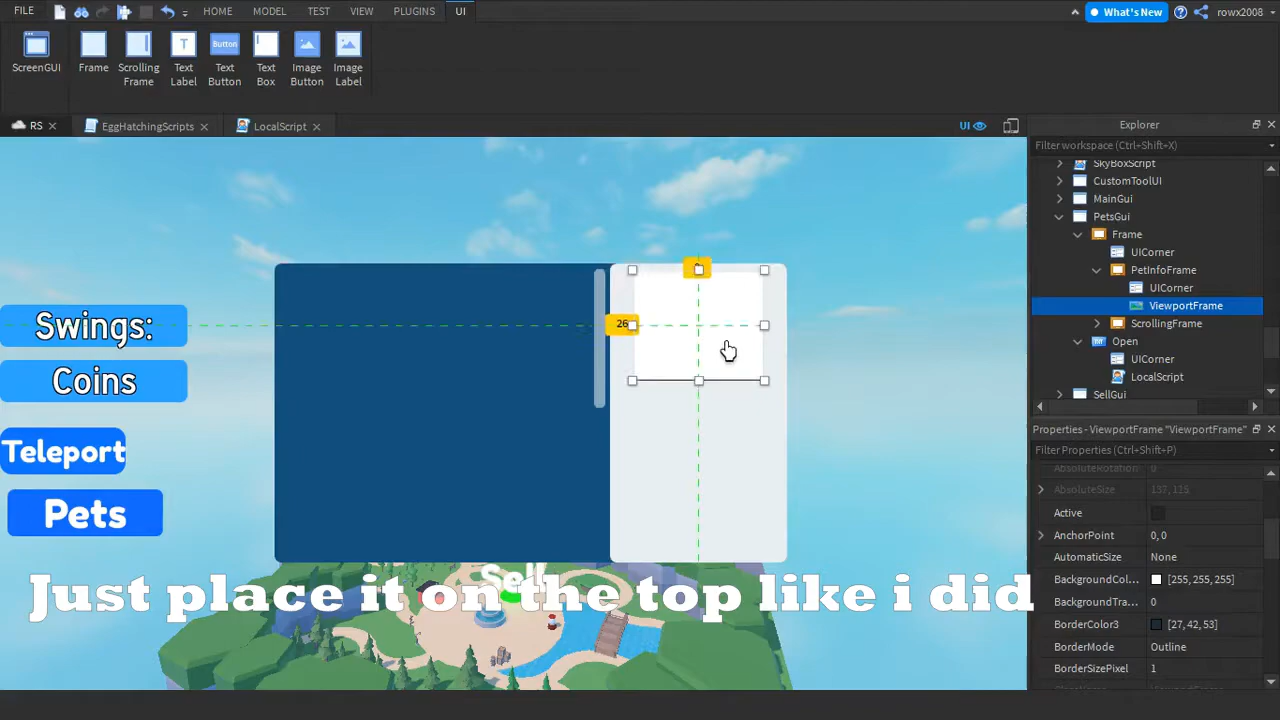 FILE HOME MODEL TEST VIEW PLUGINS UI What's New rowx2008
ScreenGUI Frame Scrolling Frame Text Label Button Text Button Text Box Image Button Image Label
RS EggHatchingScripts LocalScript UI
Explorer
Filter workspace (Ctrl+Shift+X)
SkyBoxScript
CustomToolUI
MainGui
PetsGui
Frame
UICorner
PetInfoFrame
UICorner
ViewportFrame
ScrollingFrame
Open
UICorner
LocalScript
SellGui
Properties - ViewportFrame "ViewportFrame"
Filter Properties (Ctrl+Shift+P)
AbsoluteRotation 0
AbsoluteSize
Active
AnchorPoint 0, 0
AutomaticSize None
BackgroundCol... [255, 255, 255]
BackgroundTra... 0
BorderColor3 [27, 42, 53]
BorderMode Outline
BorderSizePixel 1
26
Swings:
Coins
Teleport
Pets
Sell
Just place it on the top like i did